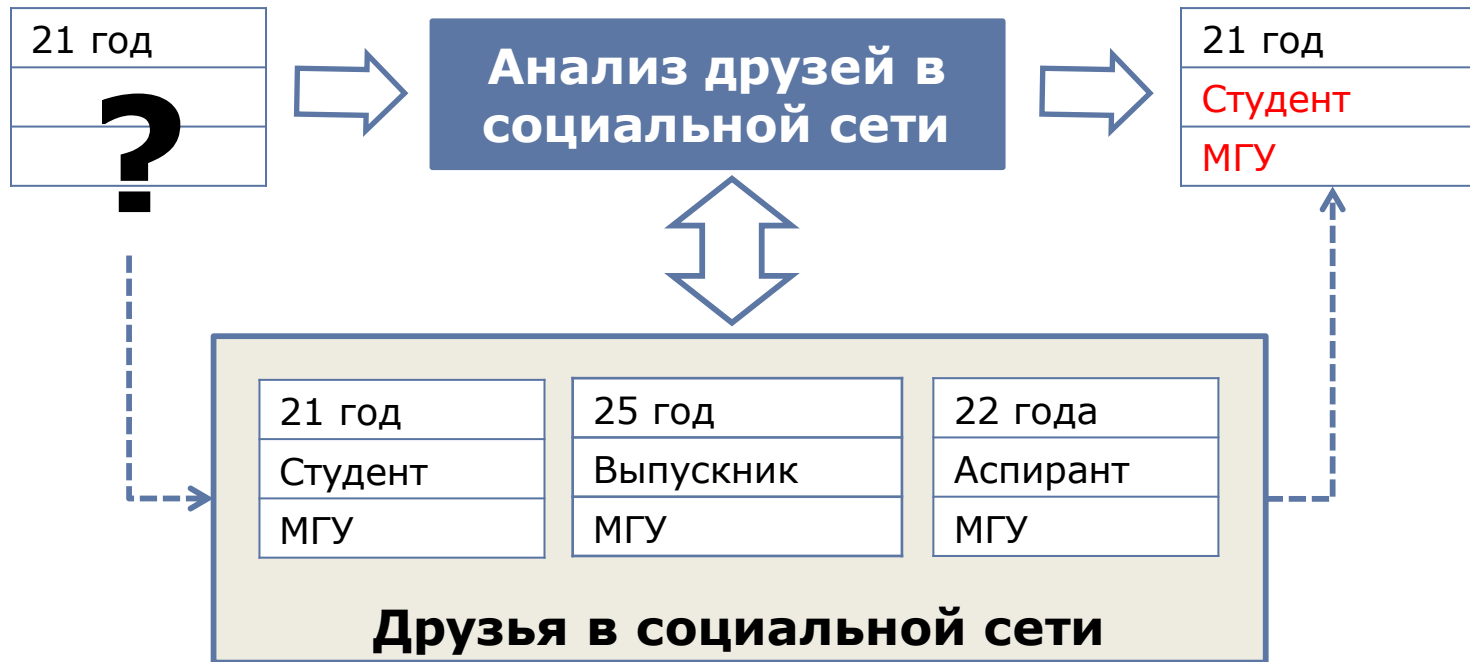 21 год
?
Анализ друзей в
социальной сети
21 год
Студент
МГУ
21 год
Студент
МГУ
25 год
Выпускник
МГУ
22 года
Аспирант
МГУ
Друзья в социальной сети